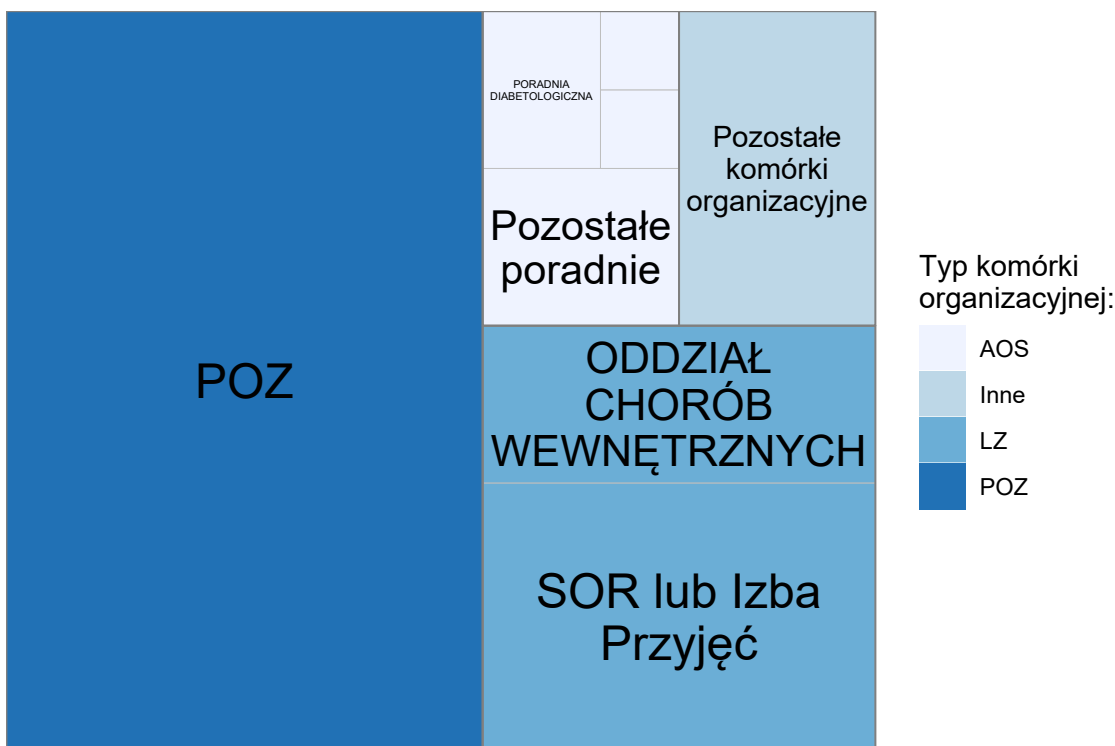 POZ
PORADNIA
DIABETOLOGICZNA
Pozostałe
poradnie
Pozostałe
komórki
organizacyjne
ODDZIAŁ
CHORÓB
WEWNĘTRZNYCH
SOR lub Izba
Przyjęć
Typ komórki
organizacyjnej:
AOS
Inne
LZ
POZ